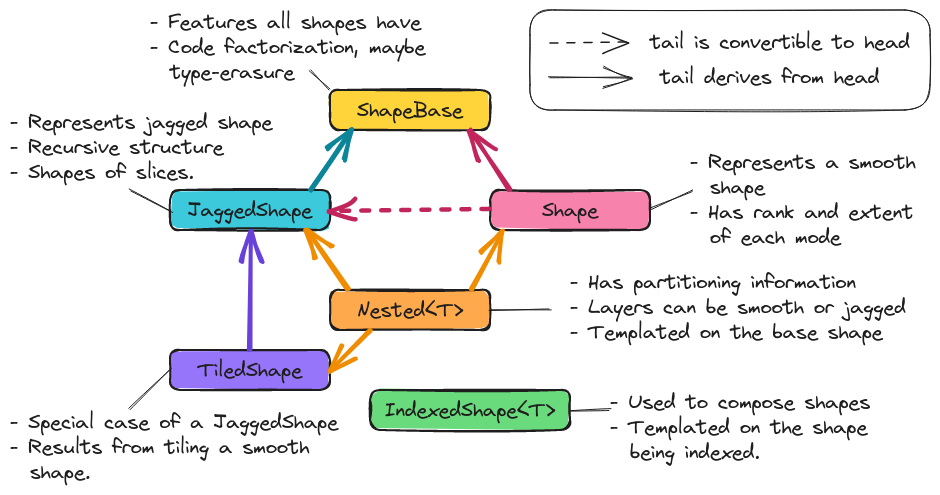 - Features all shapes have
- Code factorization, maybe
type-erasure
tail is convertible to head
tail derives from head
ShapeBase
- Represents jagged shape
- Recursive structure
- Shapes of slices.
JaggedShape
Shape
- Represents a smooth
shape
- Has rank and extent
of each mode
Nested<T>
- Has partitioning information
- Layers can be smooth or jagged
- Templated on the base shape
TiledShape
- Special case of a JaggedShape
- Results from tiling a smooth
shape.
IndexedShape<T>
- Used to compose shapes
- Templated on the shape
being indexed.